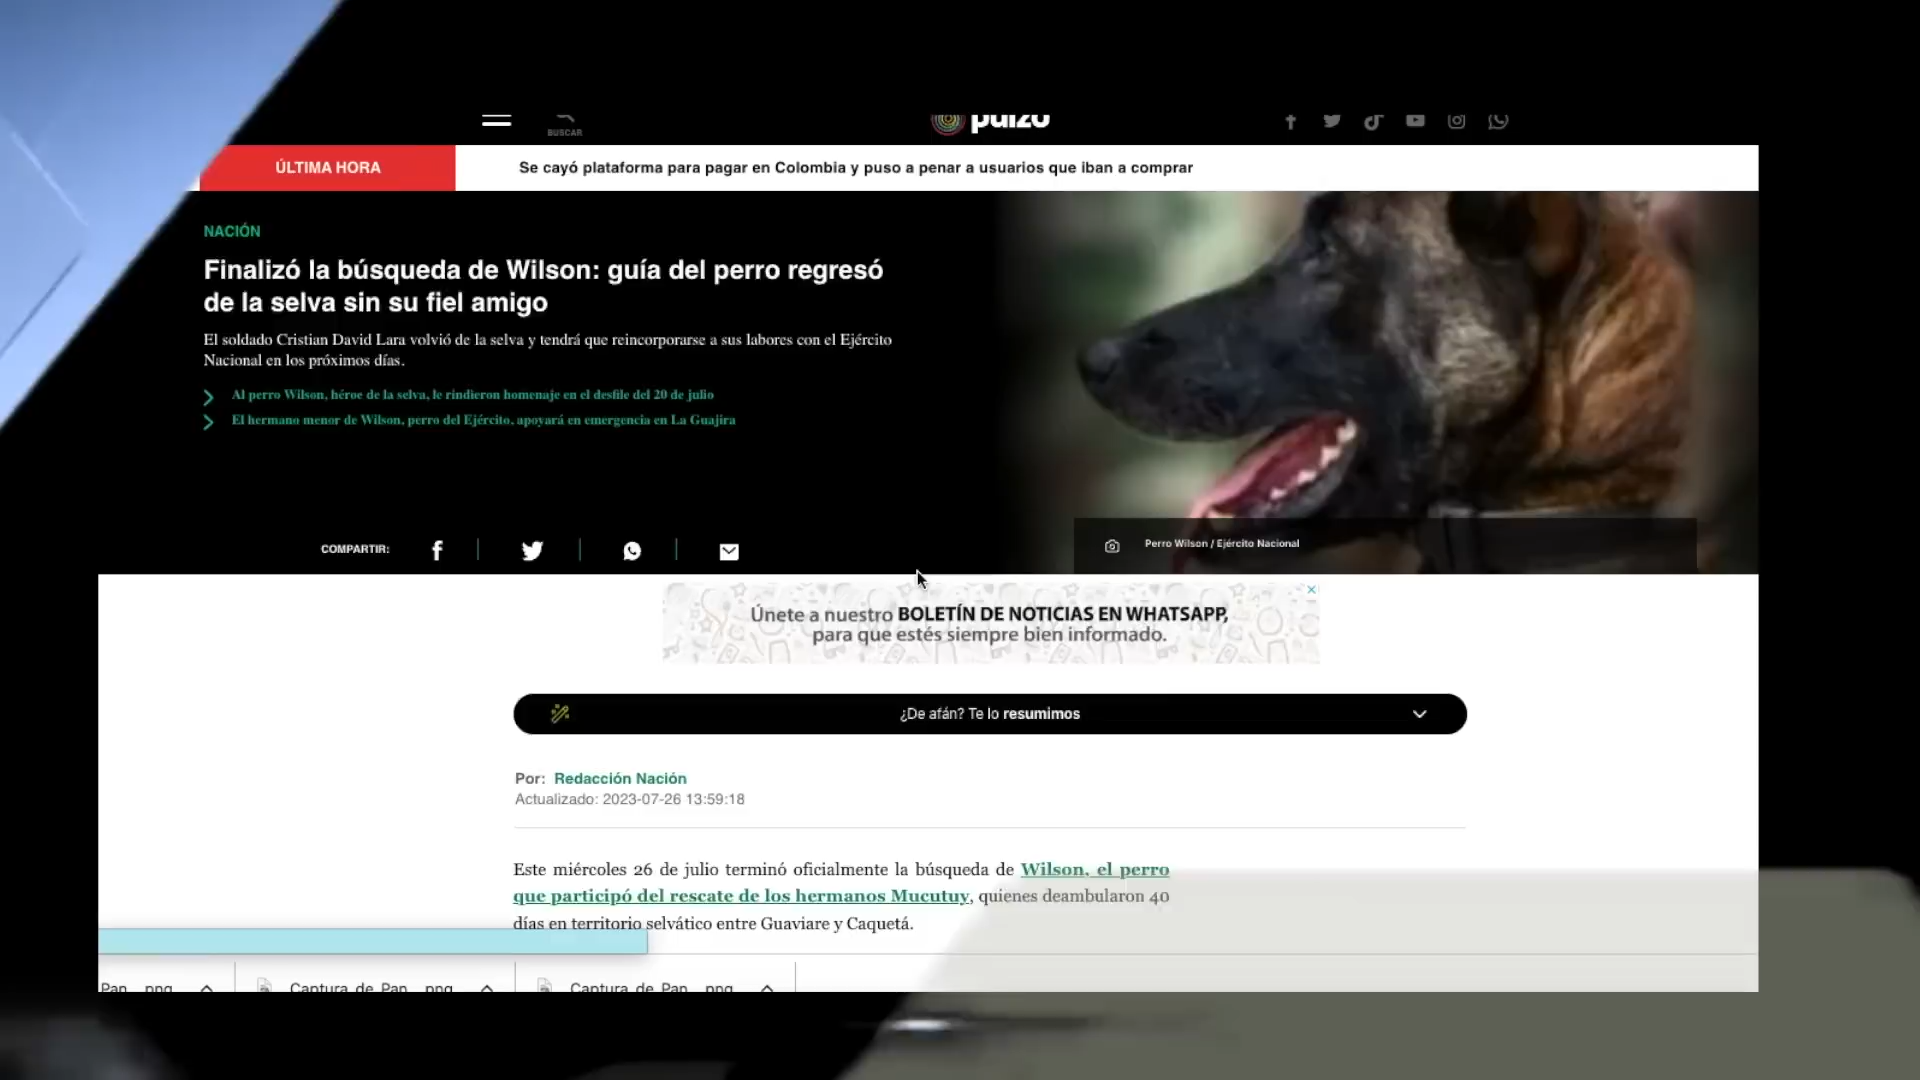 BUSCAR
pulzo
ÚLTIMA HORA
Se cayó plataforma para pagar en Colombia y puso a penar a usuarios que iban a comprar
NACIÓN
Finalizó la búsqueda de Wilson: guía del perro regresó
de la selva sin su fiel amigo
El soldado Cristian David Lara volvió de la selva y tendrá que reincorporarse a sus labores con el Ejército
Nacional en los próximos días.
Al perro Wilson, héroe de la selva, le rindieron homenaje en el desfile del 20 de julio
El hermano menor de Wilson, perro del Ejército, apoyará en emergencia en La Guajira
COMPARTIR:
Perro Wilson / Ejército Nacional
Únete a nuestro BOLETÍN DE NOTICIAS EN WHATSAPP,
para que estés siempre bien informado.
¿De afán? Te lo resumimos
Por: Redacción Nación
Actualizado: 2023-07-26 13:59:18
Este miércoles 26 de julio terminó oficialmente la búsqueda de Wilson, el perro
que participó del rescate de los hermanos Mucutuy, quienes deambularon 40
días en territorio selvático entre Guaviare y Caquetá.
Pan....png Captura de Pan....png Captura de Pan....png